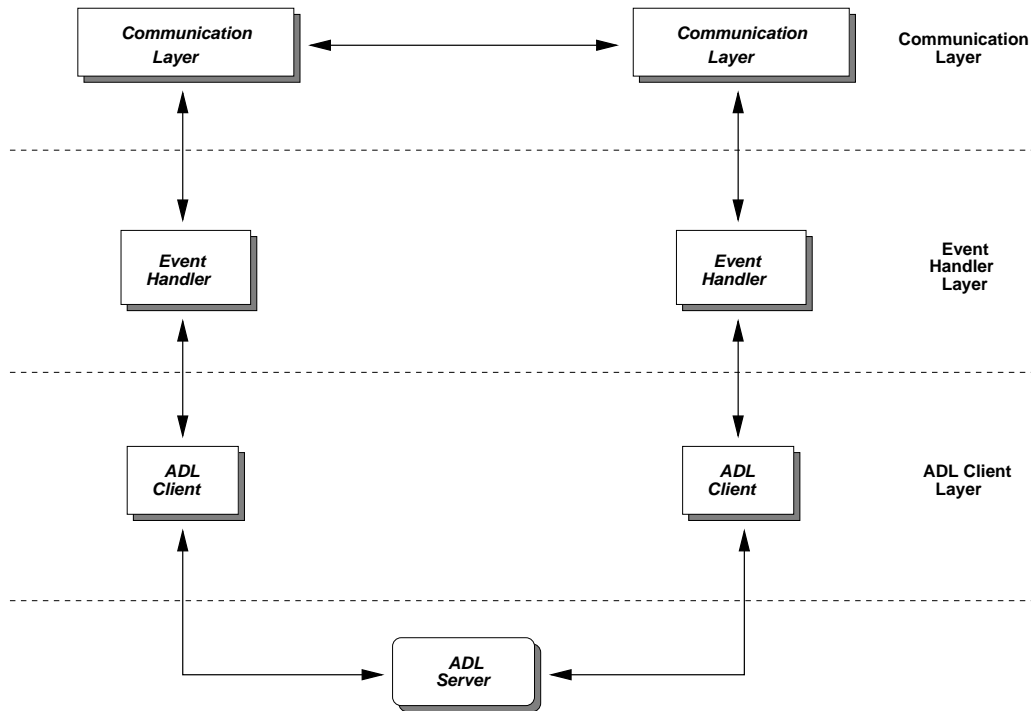 Communication
Layer
Communication
Layer
Communication
Layer
Event
Handler
Event
Handler
Event
Handler
Layer
ADL
Client
ADL
Client
ADL Client
Layer
ADL
Server